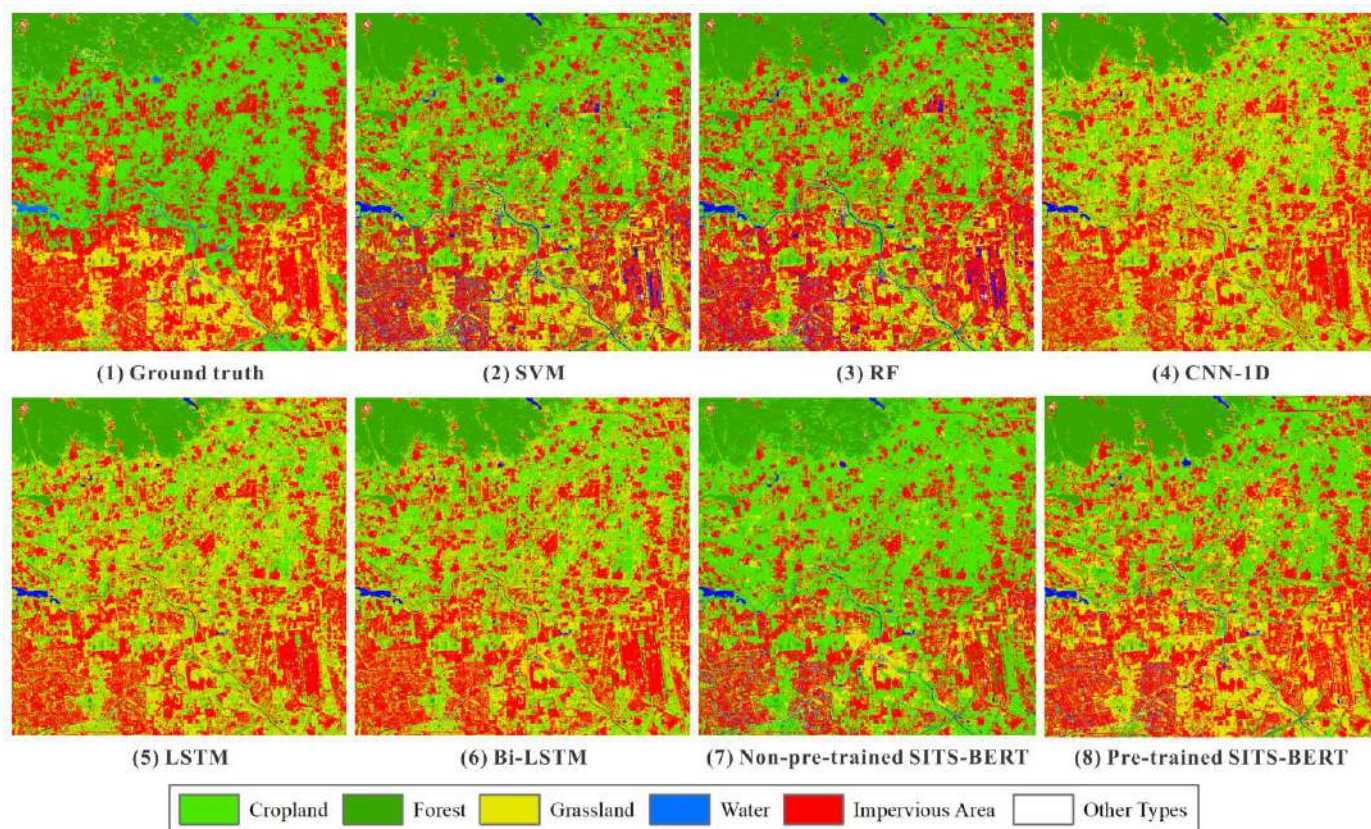 (1) Ground truth
(2) SVM
(3) RF
(4) CNN-1D
(5) LSTM
(6) Bi-LSTM
(7) Non-pre-trained SITS-BERT
(8) Pre-trained SITS-BERT
Cropland
Forest
Grassland
Water
Impervious Area
Other Types